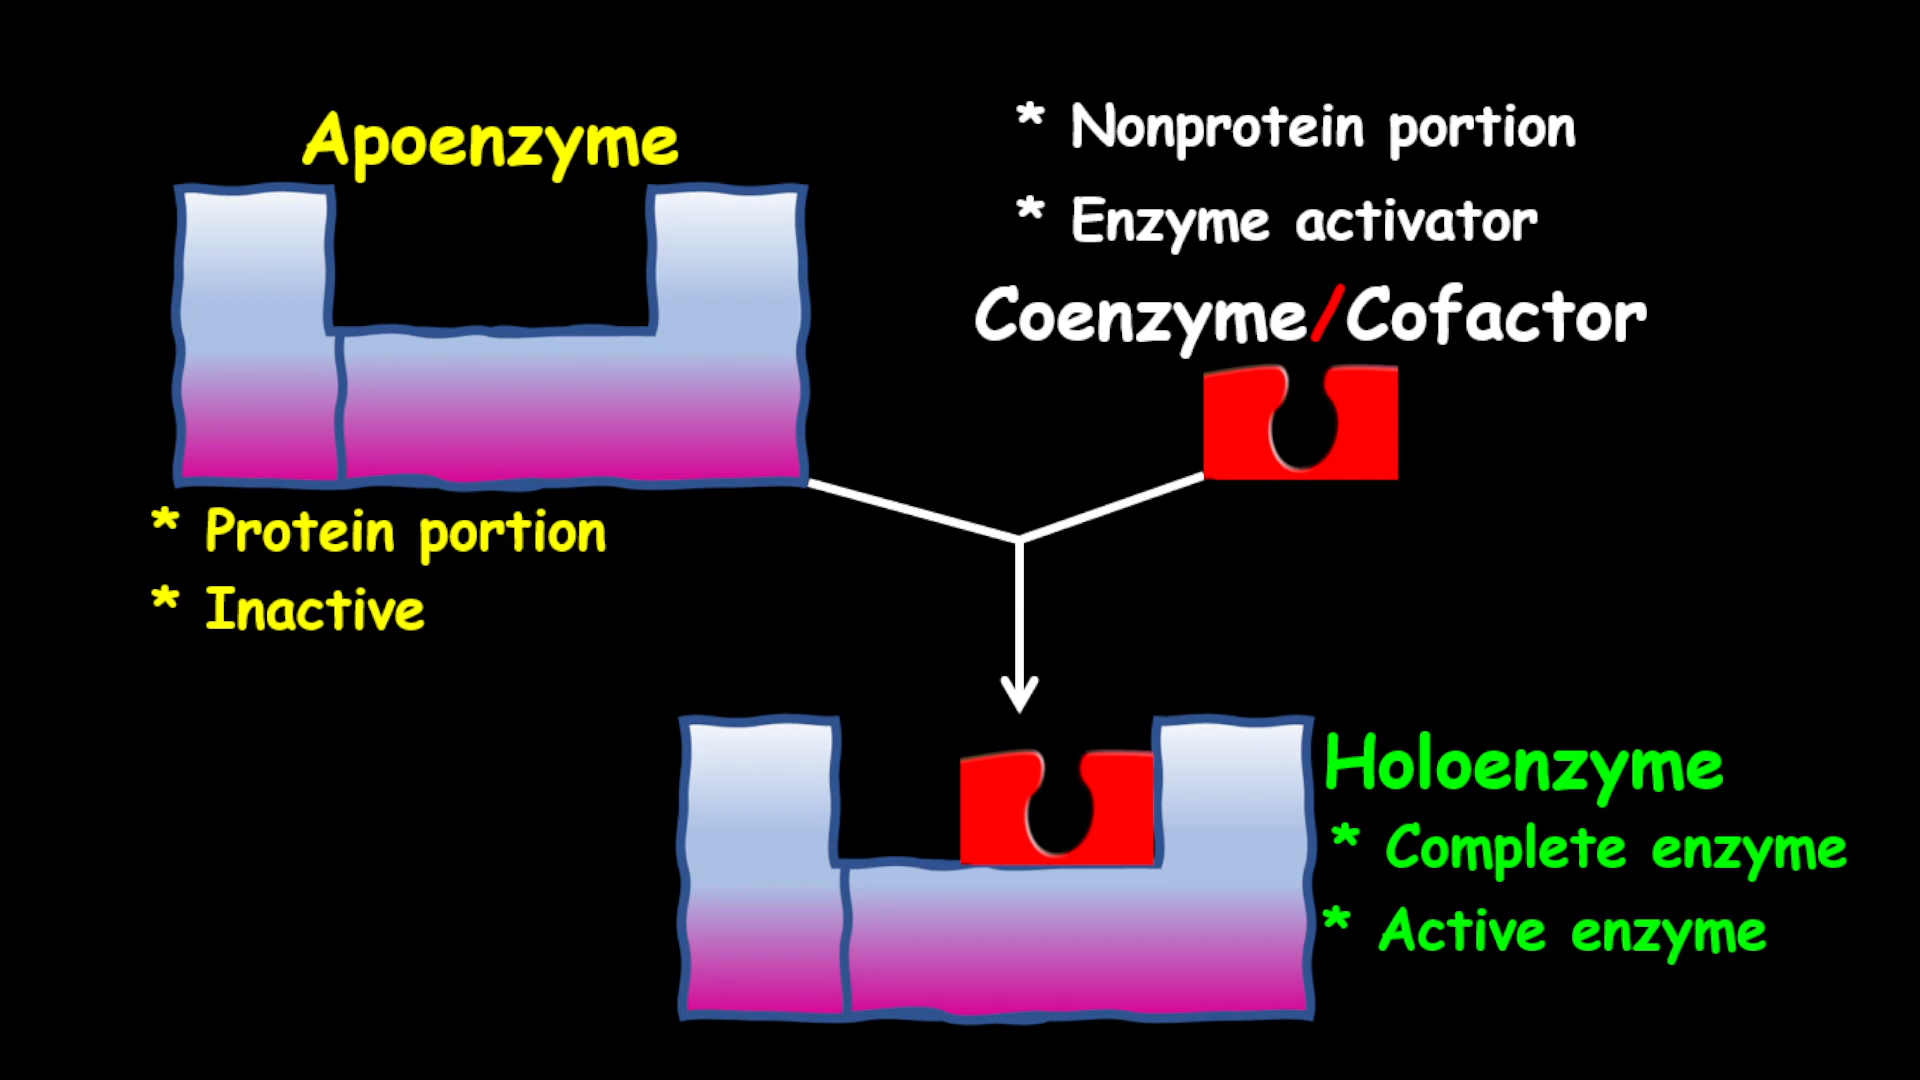 Apoenzyme
* Protein portion
* Inactive
* Nonprotein portion
* Enzyme activator
Coenzyme/Cofactor
Holoenzyme
* Complete enzyme
* Active enzyme